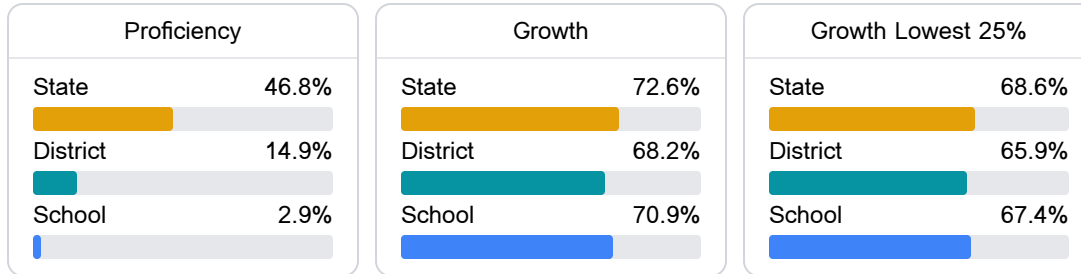 Proficiency
State 46.8%
District 14.9%
School 2.9%
Growth
State 72.6%
District 68.2%
School 70.9%
Growth Lowest 25%
State 68.6%
District 65.9%
School 67.4%